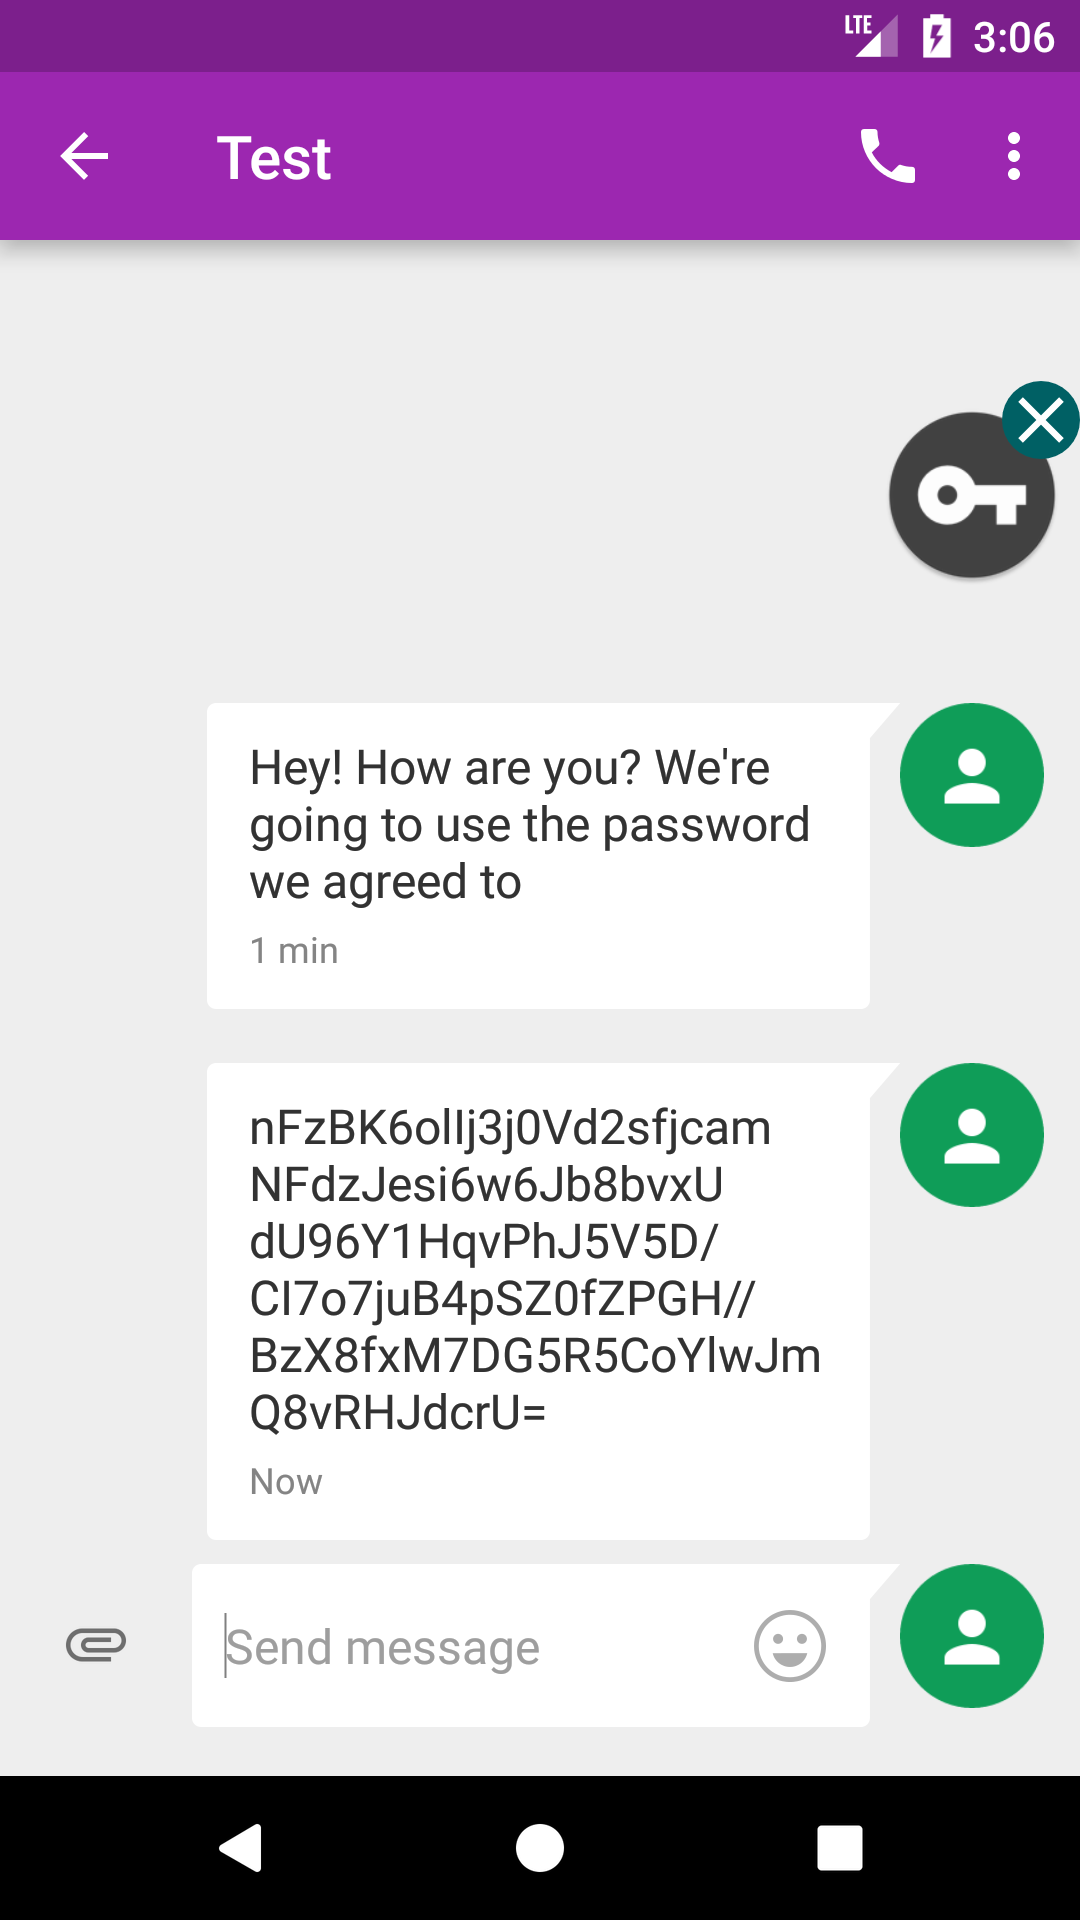 LTE 3:06
Test
Hey! How are you? We're
going to use the password
we agreed to
1 min
nFzBK6olIj3j0Vd2sfjcam
NFdzJesi6w6Jb8bvxU
dU96Y1HqvPhJ5V5D/
CI7o7juB4pSZ0fZPGH//
BzX8fxM7DG5R5CoYlwJm
Q8vRHJdcrU=
Now
Send message